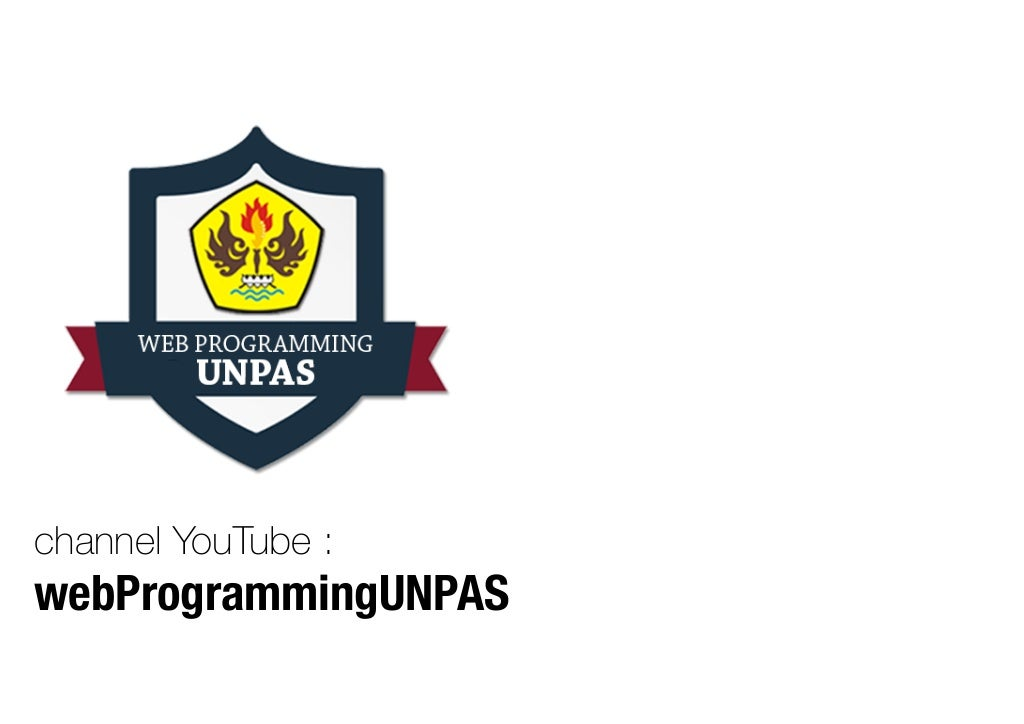 WEB PROGRAMMING
UNPAS
channel YouTube :
webProgrammingUNPAS